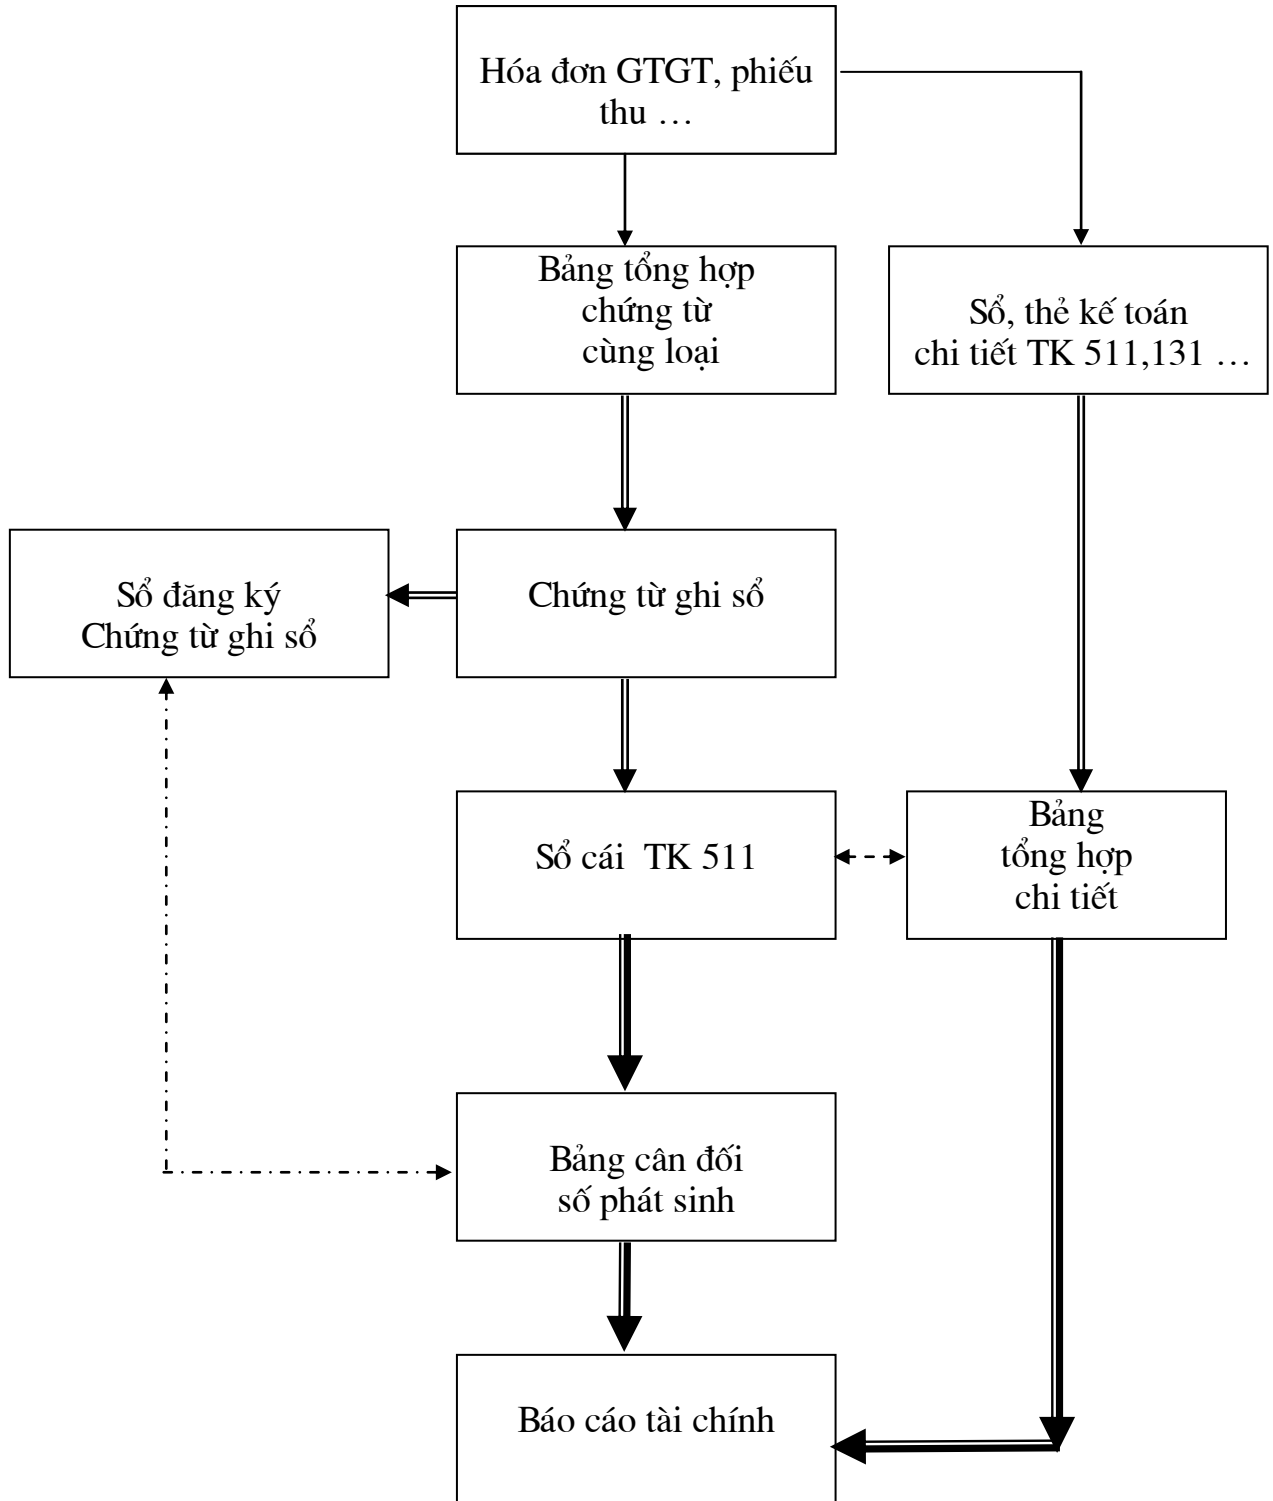 Hóa đơn GTGT, phiếu
thu …
Bảng tổng hợp
chứng từ
cùng loại
Sổ, thẻ kế toán
chi tiết TK 511,131 …
Sổ đăng ký
Chứng từ ghi sổ
Chứng từ ghi sổ
Sổ cái TK 511
Bảng
tổng hợp
chi tiết
Bảng cân đối
số phát sinh
Báo cáo tài chính